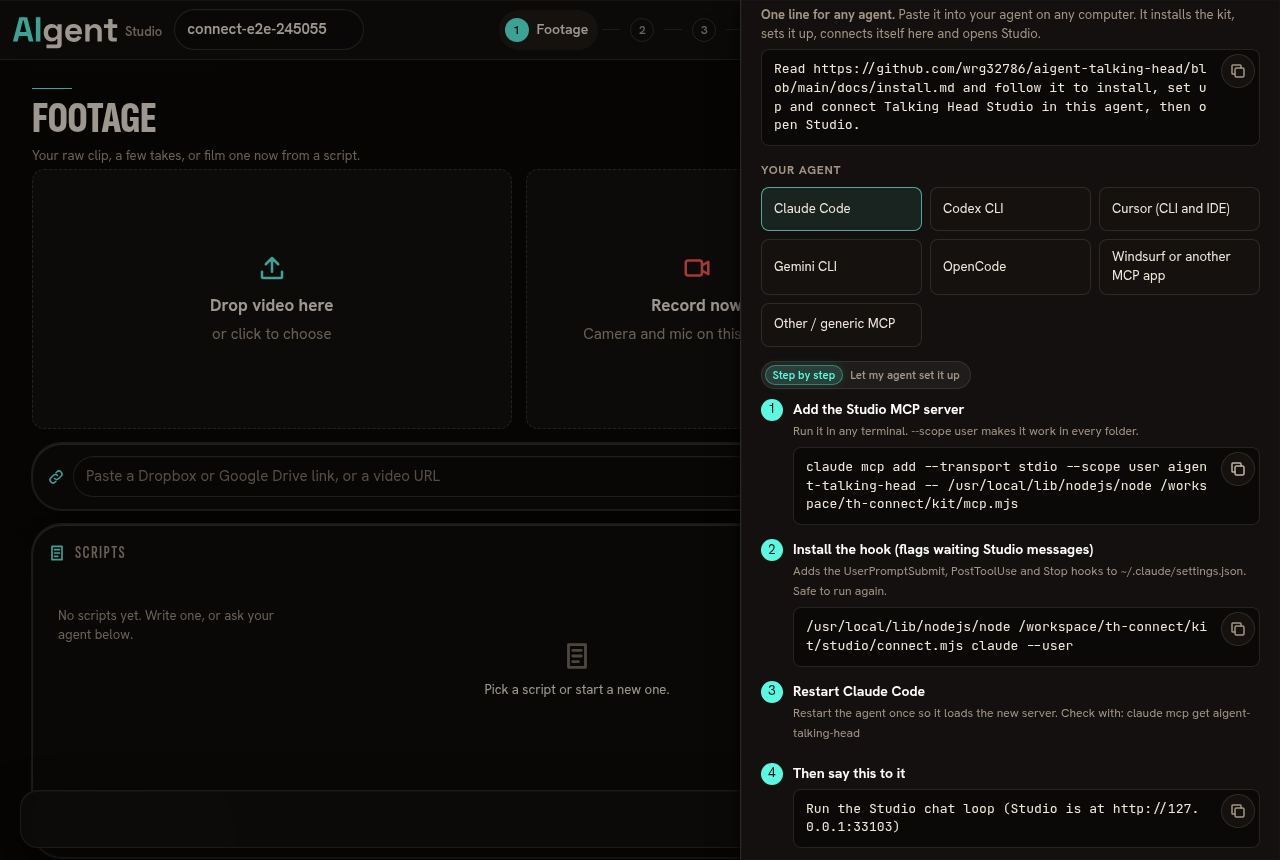 AIgent Studio
connect-e2e-245055
1 Footage
2
3
FOOTAGE
Your raw clip, a few takes, or film one now from a script.
Drop video here
or click to choose
Record now
Camera and mic on this
Paste a Dropbox or Google Drive link, or a video URL
SCRIPTS
No scripts yet. Write one, or ask your
agent below.
Pick a script or start a new one.
One line for any agent. Paste it into your agent on any computer. It installs the kit,
sets it up, connects itself here and opens Studio.
Read https://github.com/wrg32786/aigent-talking-head/bl
ob/main/docs/install.md and follow it to install, set u
p and connect Talking Head Studio in this agent, then o
pen Studio.
YOUR AGENT
Claude Code
Codex CLI
Cursor (CLI and IDE)
Gemini CLI
OpenCode
Windsurf or another
MCP app
Other / generic MCP
Step by step
Let my agent set it up
1 Add the Studio MCP server
Run it in any terminal. --scope user makes it work in every folder.
claude mcp add --transport stdio --scope user aigen
t-talking-head -- /usr/local/lib/nodejs/node /works
pace/th-connect/kit/mcp.mjs
2 Install the hook (flags waiting Studio messages)
Adds the UserPromptSubmit, PostToolUse and Stop hooks to ~/.claude/settings.json.
Safe to run again.
/usr/local/lib/nodejs/node /workspace/th-connect/ki
t/studio/connect.mjs claude --user
3 Restart Claude Code
Restart the agent once so it loads the new server. Check with: claude mcp get aigent-
talking-head
4 Then say this to it
Run the Studio chat loop (Studio is at http://127.
0.0.1:33103)